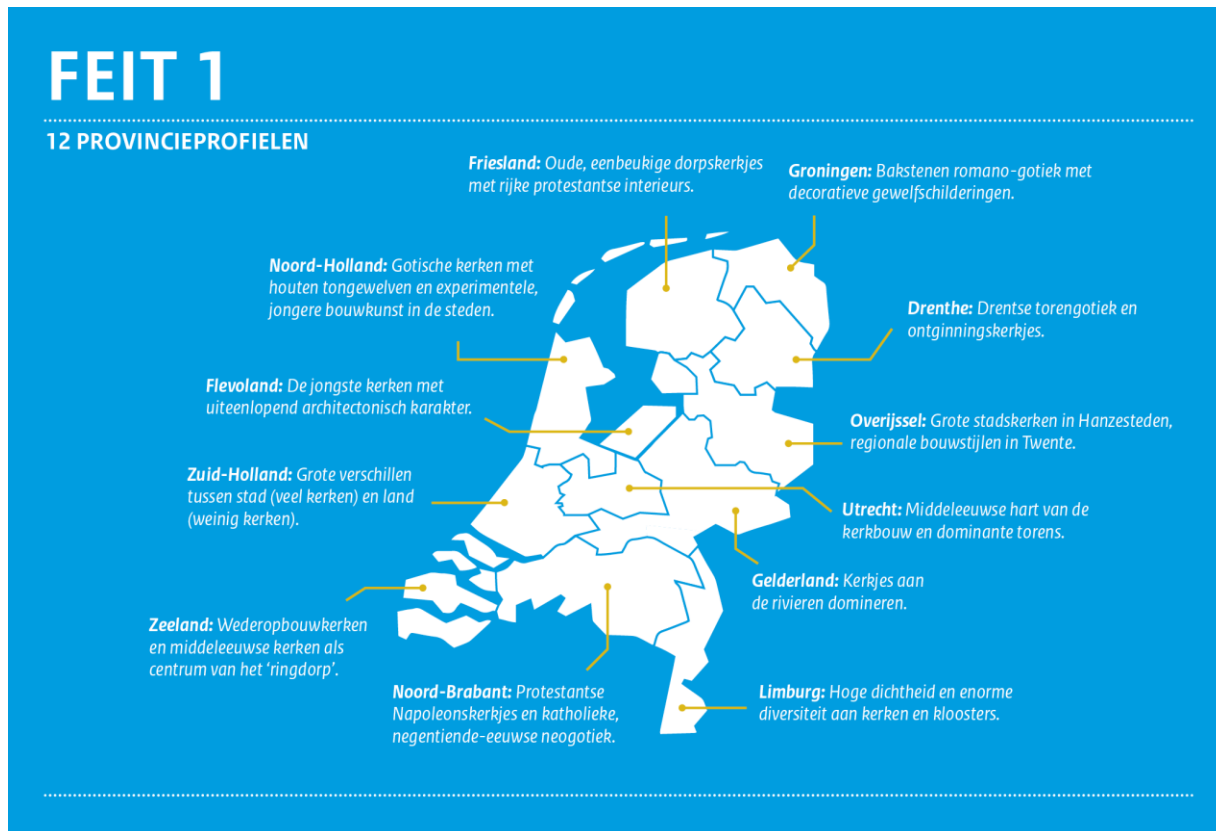 FEIT 1
12 PROVINCIEPROFIELEN
Friesland: Oude, eenbeukige dorpskerkjes
met rijke protestantse interieurs.
Groningen: Bakstenen romano-gotiek met
decoratieve gewelfschilderingen.
Noord-Holland: Gotische kerken met
houten tongewelven en experimentele,
jongere bouwkunst in de steden.
Drenthe: Drentse torengotiek en
ontginningskerkjes.
Flevoland: De jongste kerken met
uiteenlopend architectonisch karakter.
Overijssel: Grote stadskerken in Hanzesteden,
regionale bouwstijlen in Twente.
Zuid-Holland: Grote verschillen
tussen stad (veel kerken) en land
(weinig kerken).
Utrecht: Middeleeuwse hart van de
kerkbouw en dominante torens.
Gelderland: Kerkjes aan
de rivieren domineren.
Zeeland: Wederopbouwkerken
en middeleeuwse kerken als
centrum van het ‘ringdorp’.
Noord-Brabant: Protestantse
Napoleonskerkjes en katholieke,
negentiende-eeuwse neogotiek.
Limburg: Hoge dichtheid en enorme
diversiteit aan kerken en kloosters.